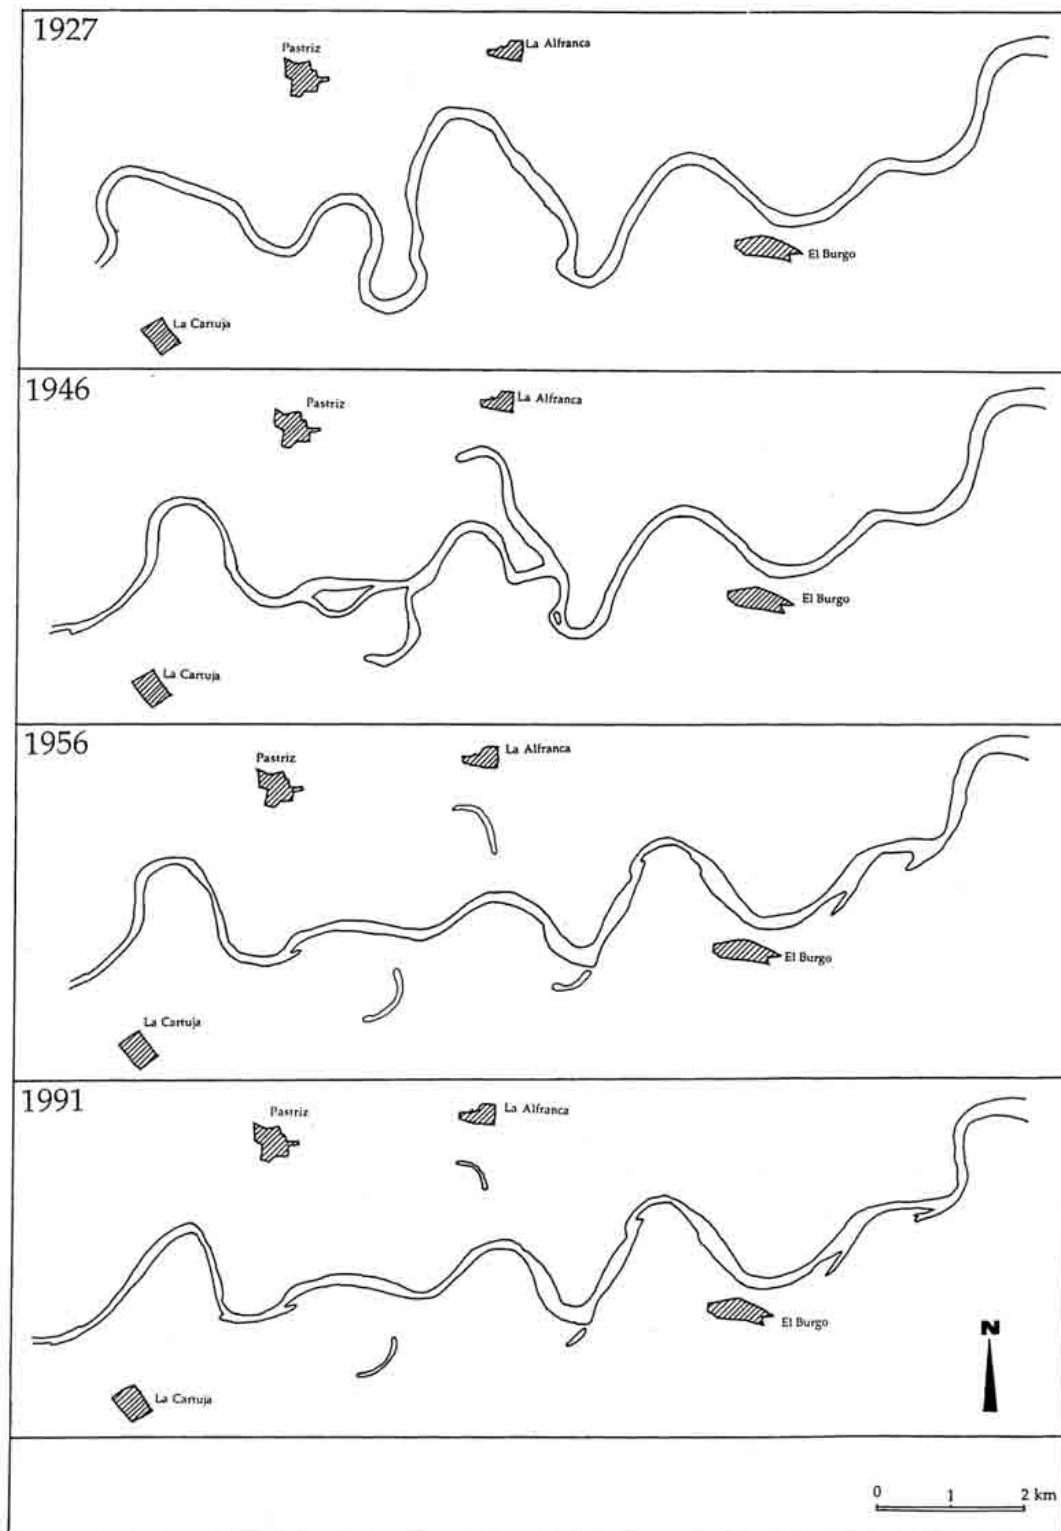 1927
Pastriz
La Alfranca
El Burgo
La Cartuja
1946
Pastriz
La Alfranca
El Burgo
La Cartuja
1956
Pastriz
La Alfranca
El Burgo
La Cartuja
1991
Pastriz
La Alfranca
El Burgo
N
La Cartuja
0 1 2 km